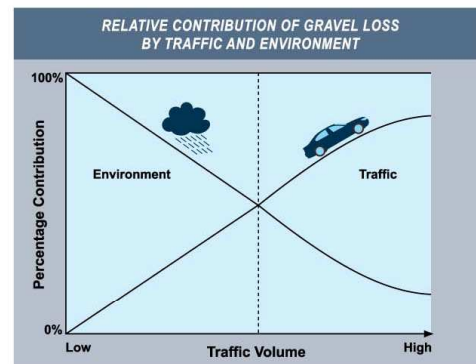 RELATIVE CONTRIBUTION OF GRAVEL LOSS
BY TRAFFIC AND ENVIRONMENT
100%
Environment
Traffic
Percentage Contribution
0%
Low
Traffic Volume
High